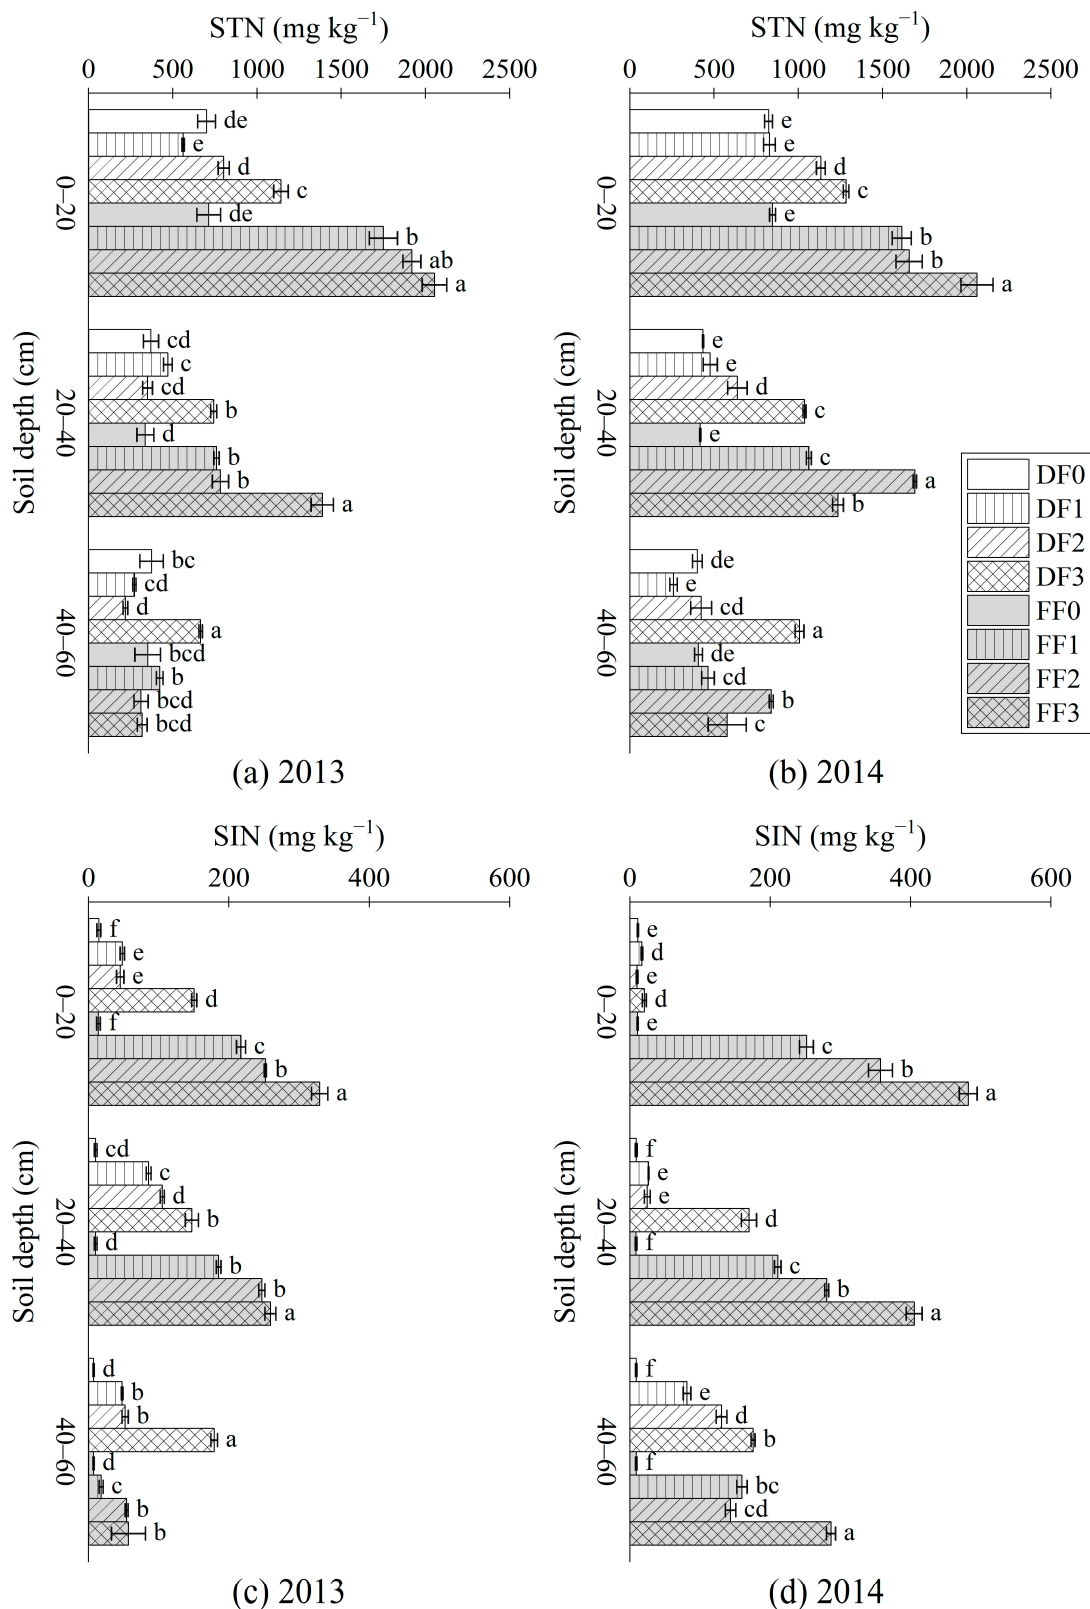 STN (mg kg⁻¹)
0 500 1000 1500 2000 2500
Soil depth (cm)
0–20
de
e
d
c
de
b
ab
a
20–40
cd
c
cd
b
d
b
b
a
40–60
bc
cd
d
a
bcd
b
bcd
bcd
(a) 2013
STN (mg kg⁻¹)
0 500 1000 1500 2000 2500
Soil depth (cm)
0–20
e
e
d
c
e
b
b
a
20–40
e
e
d
c
e
c
a
b
40–60
de
e
cd
a
de
cd
b
c
DF0
DF1
DF2
DF3
FF0
FF1
FF2
FF3
(b) 2014
SIN (mg kg⁻¹)
0 200 400 600
Soil depth (cm)
0–20
f
e
e
d
f
c
b
a
20–40
cd
c
d
b
d
b
b
a
40–60
d
b
b
a
d
c
b
b
(c) 2013
SIN (mg kg⁻¹)
0 200 400 600
Soil depth (cm)
0–20
e
d
e
d
e
c
b
a
20–40
f
e
e
d
f
c
b
a
40–60
f
e
d
b
f
bc
cd
a
(d) 2014